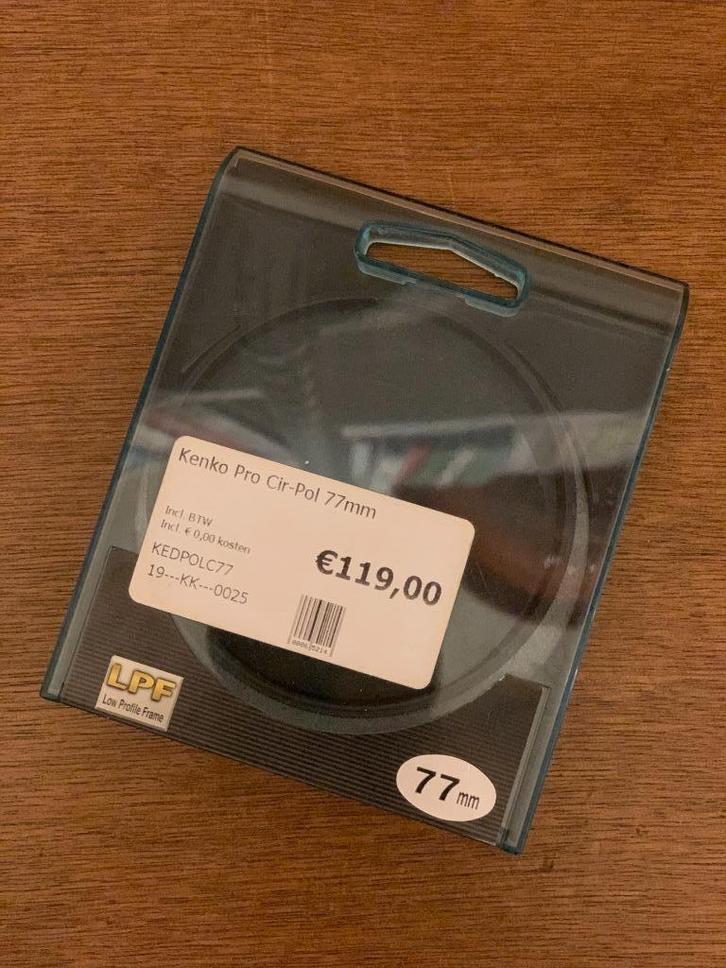 Kenko Pro Cir-Pol 77mm
Incl. BTW
Incl. € 0,00 kosten
€119,00
KEDPOLC77
19---KK---0025
LPF
Low Profile Frame
77mm